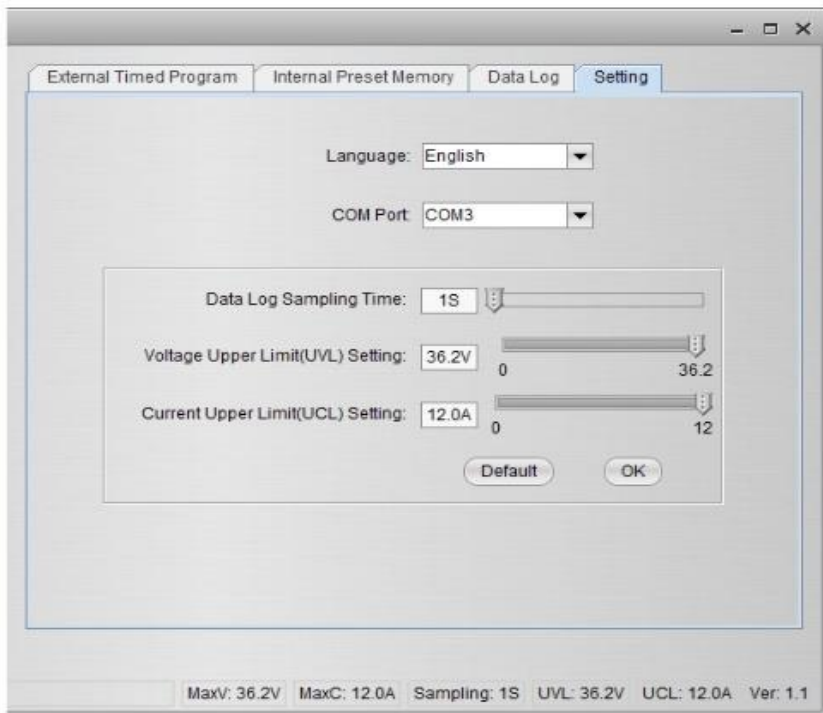 External Timed Program Internal Preset Memory Data Log Setting
Language: English
COM Port: COM3
Data Log Sampling Time: 1S
Voltage Upper Limit(UVL) Setting: 36.2V
0 36.2
Current Upper Limit(UCL) Setting: 12.0A
0 12
Default OK
MaxV: 36.2V MaxC: 12.0A Sampling: 1S UVL: 36.2V UCL: 12.0A Ver: 1.1